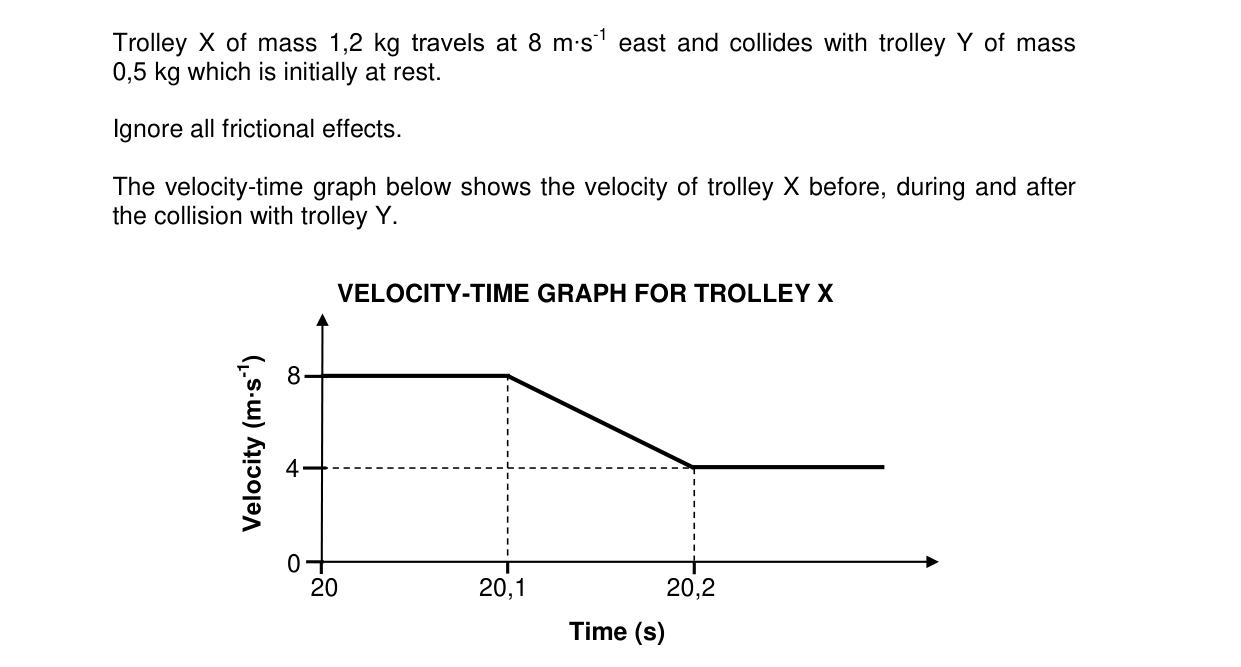 Trolley X of mass 1,2 kg travels at 8 m·s⁻¹ east and collides with trolley Y of mass
0,5 kg which is initially at rest.
Ignore all frictional effects.
The velocity-time graph below shows the velocity of trolley X before, during and after
the collision with trolley Y.
VELOCITY-TIME GRAPH FOR TROLLEY X
Velocity (m·s⁻¹)
8
4
0
20
20,1
20,2
Time (s)